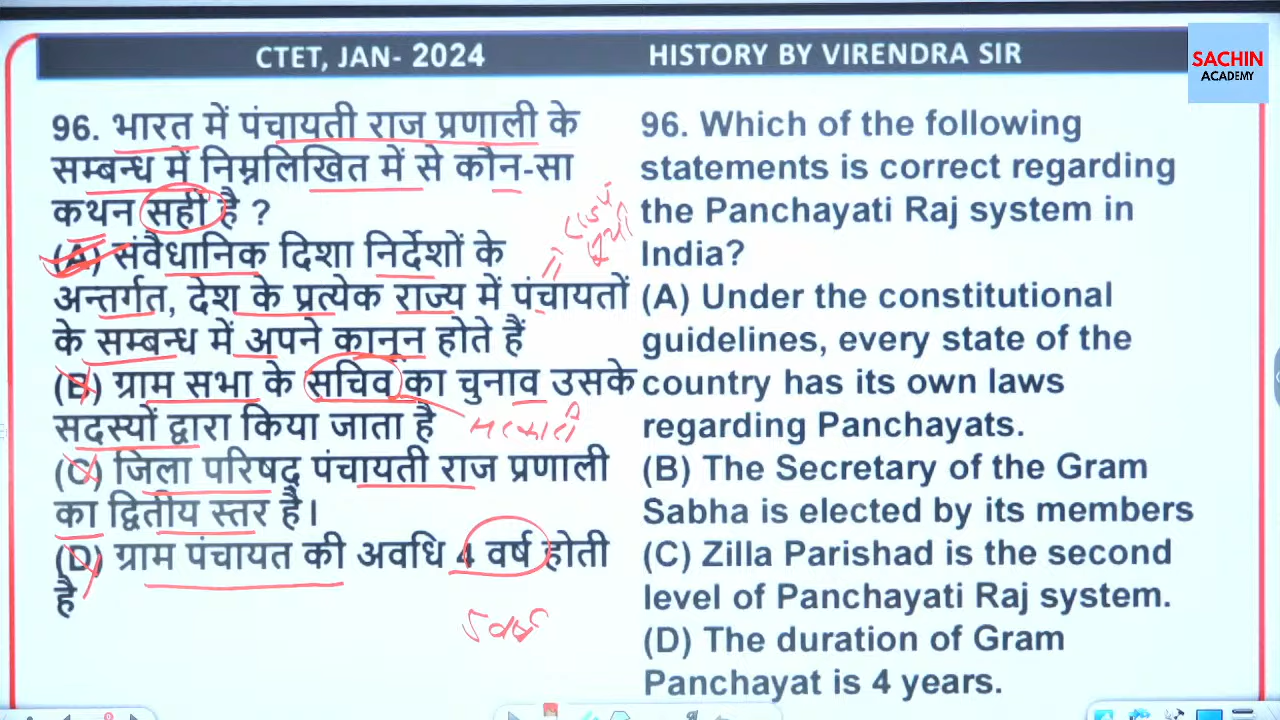 CTET, JAN- 2024
HISTORY BY VIRENDRA SIR
SACHIN
ACADEMY
96. भारत में पंचायती राज प्रणाली के
सम्बन्ध में निम्नलिखित में से कौन-सा
कथन सही है ?
(A) संवैधानिक दिशा निर्देशों के
अन्तर्गत, देश के प्रत्येक राज्य में पंचायतों
के सम्बन्ध में अपने कानून होते हैं
(B) ग्राम सभा के सचिव का चुनाव उसके
सदस्यों द्वारा किया जाता है
(C) जिला परिषद पंचायती राज प्रणाली
का द्वितीय स्तर है।
(D) ग्राम पंचायत की अवधि 4 वर्ष होती
है
5 वर्ष
96. Which of the following
statements is correct regarding
the Panchayati Raj system in
India?
(A) Under the constitutional
guidelines, every state of the
country has its own laws
regarding Panchayats.
(B) The Secretary of the Gram
Sabha is elected by its members
(C) Zilla Parishad is the second
level of Panchayati Raj system.
(D) The duration of Gram
Panchayat is 4 years.